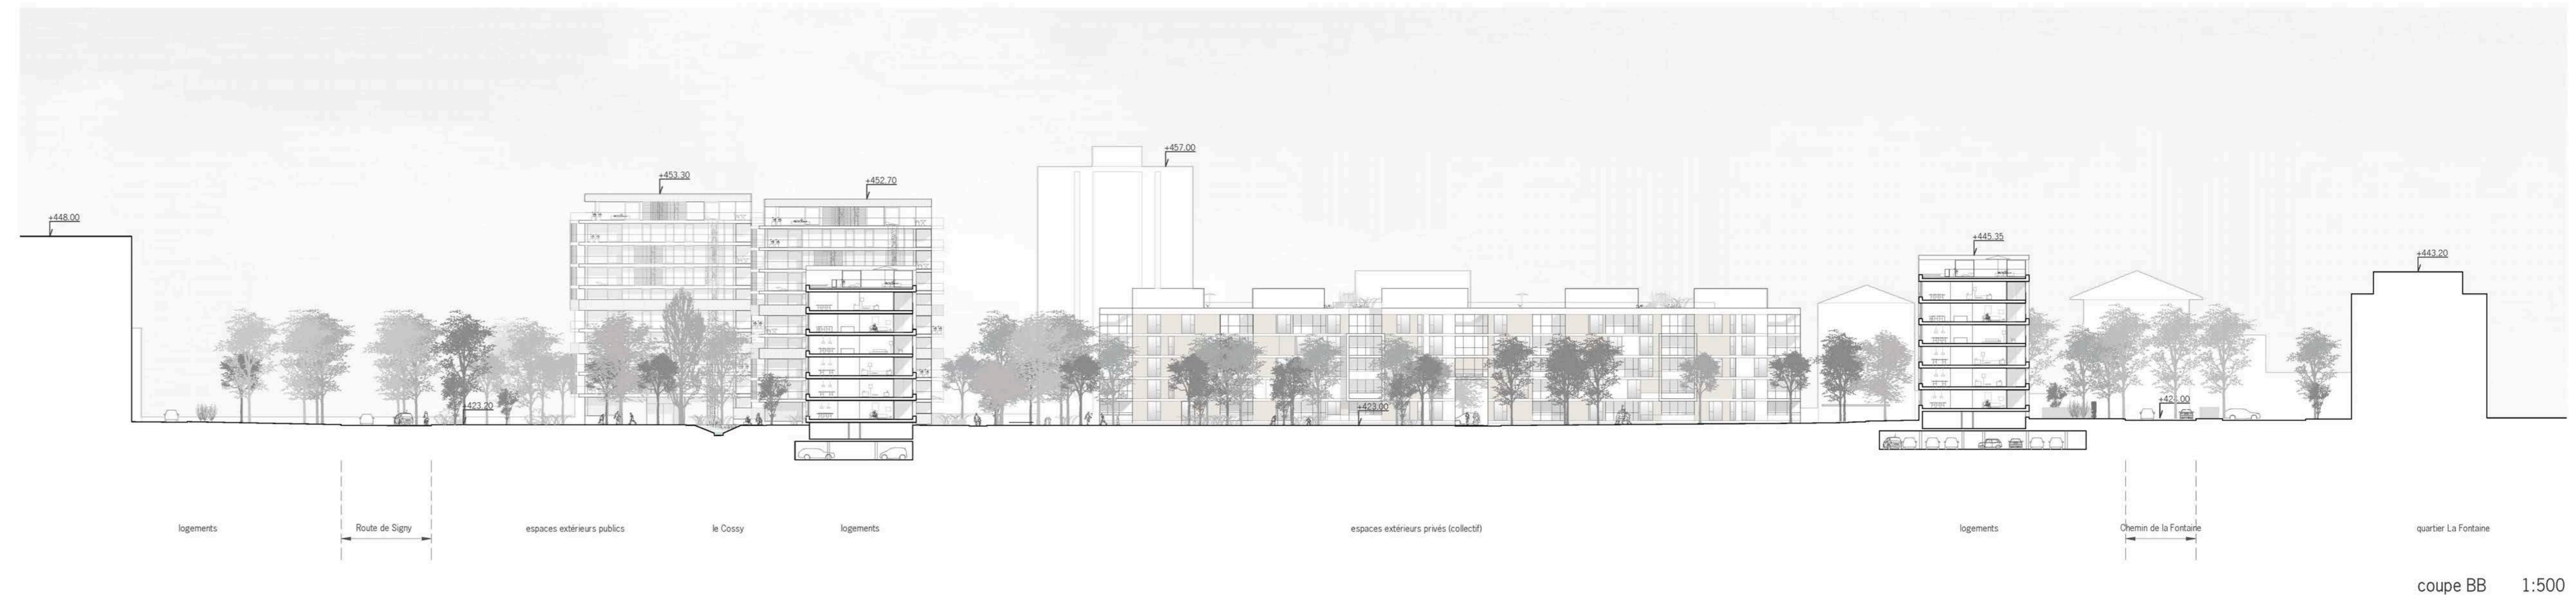 +457.00
+453.30
+452.70
+448.00
+445.35
+443.20
+423.20
+423.00
logements
Route de Signy
espaces extérieurs publics
le Cossy
logements
espaces extérieurs privés (collectif)
logements
Chemin de la Fontaine
quartier La Fontaine
coupe BB 1:500